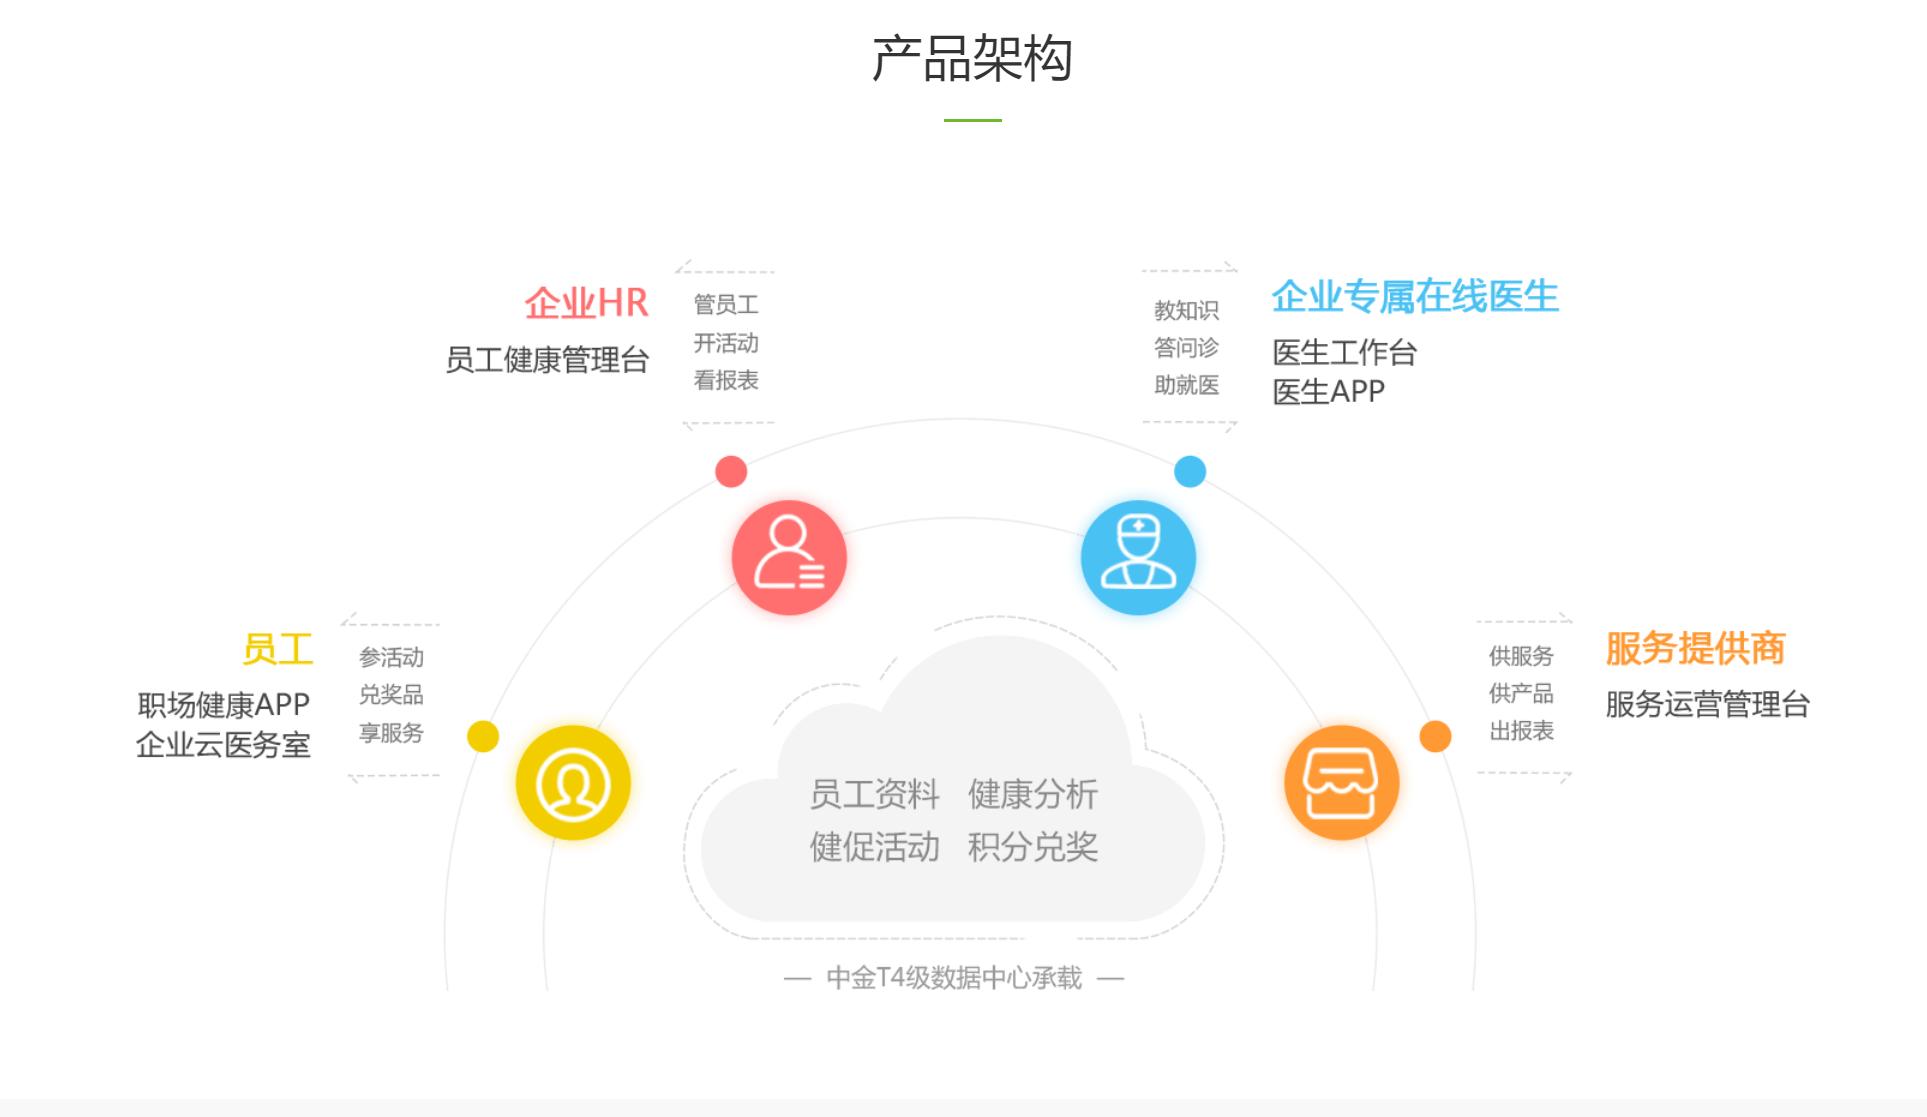 产品架构
企业HR
员工健康管理台
管员工
开活动
看报表
教知识
答问诊
助就医
企业专属在线医生
医生工作台
医生APP
员工
职场健康APP
企业云医务室
参活动
兑奖品
享服务
供服务
供产品
出报表
服务提供商
服务运营管理台
员工资料 健康分析
健促活动 积分兑奖
— 中金T4级数据中心承载 —